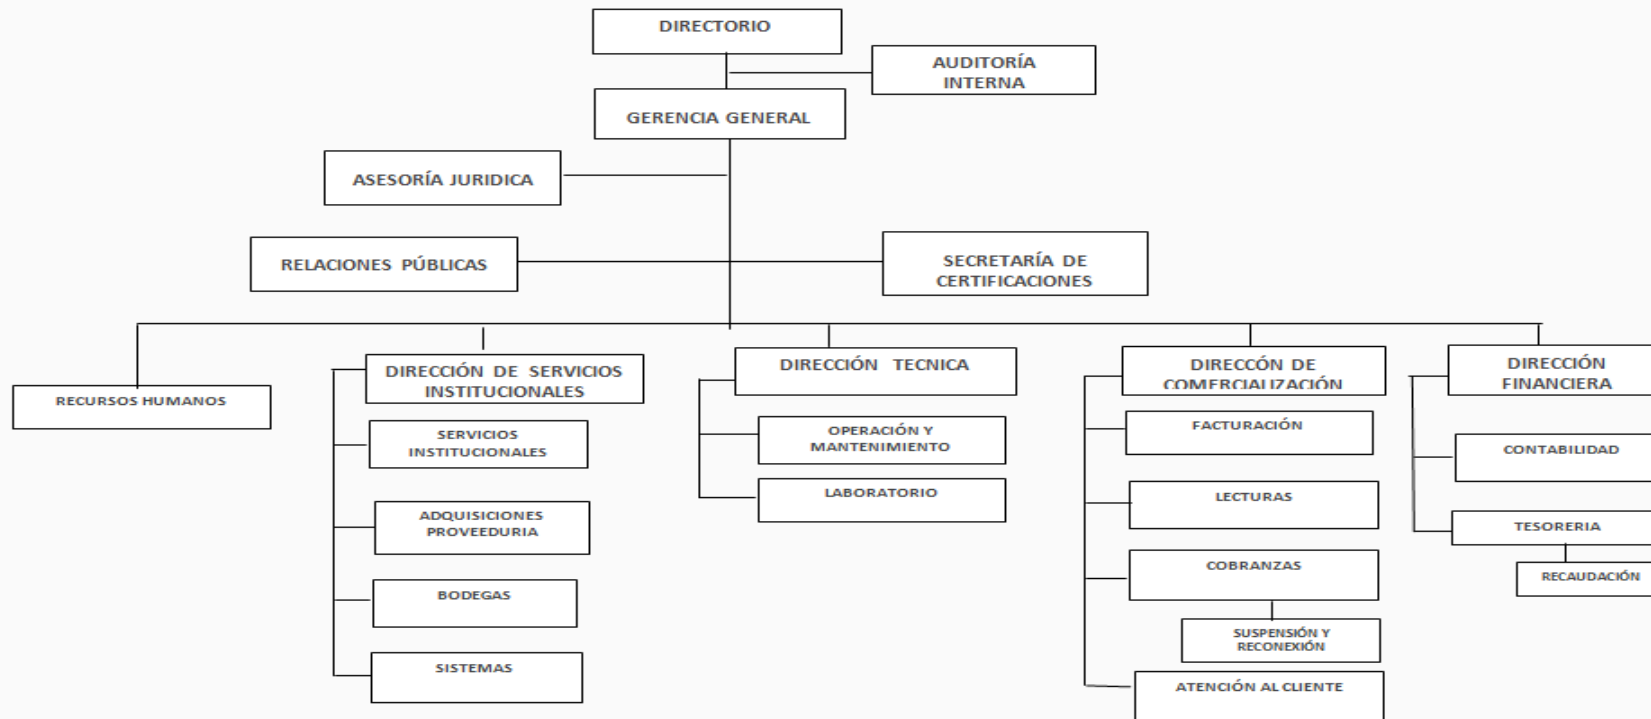 DIRECTORIO
AUDITORÍA
INTERNA
GERENCIA GENERAL
ASESORÍA JURIDICA
RELACIONES PÚBLICAS
SECRETARÍA DE
CERTIFICACIONES
RECURSOS HUMANOS
DIRECCIÓN DE SERVICIOS
INSTITUCIONALES
SERVICIOS
INSTITUCIONALES
ADQUISICIONES
PROVEEDURIA
BODEGAS
SISTEMAS
DIRECCIÓN TECNICA
OPERACIÓN Y
MANTENIMIENTO
LABORATORIO
DIRECCÓN DE
COMERCIALIZACIÓN
FACTURACIÓN
LECTURAS
COBRANZAS
SUSPENSIÓN Y
RECONEXIÓN
ATENCIÓN AL CLIENTE
DIRECCIÓN
FINANCIERA
CONTABILIDAD
TESORERIA
RECAUDACIÓN